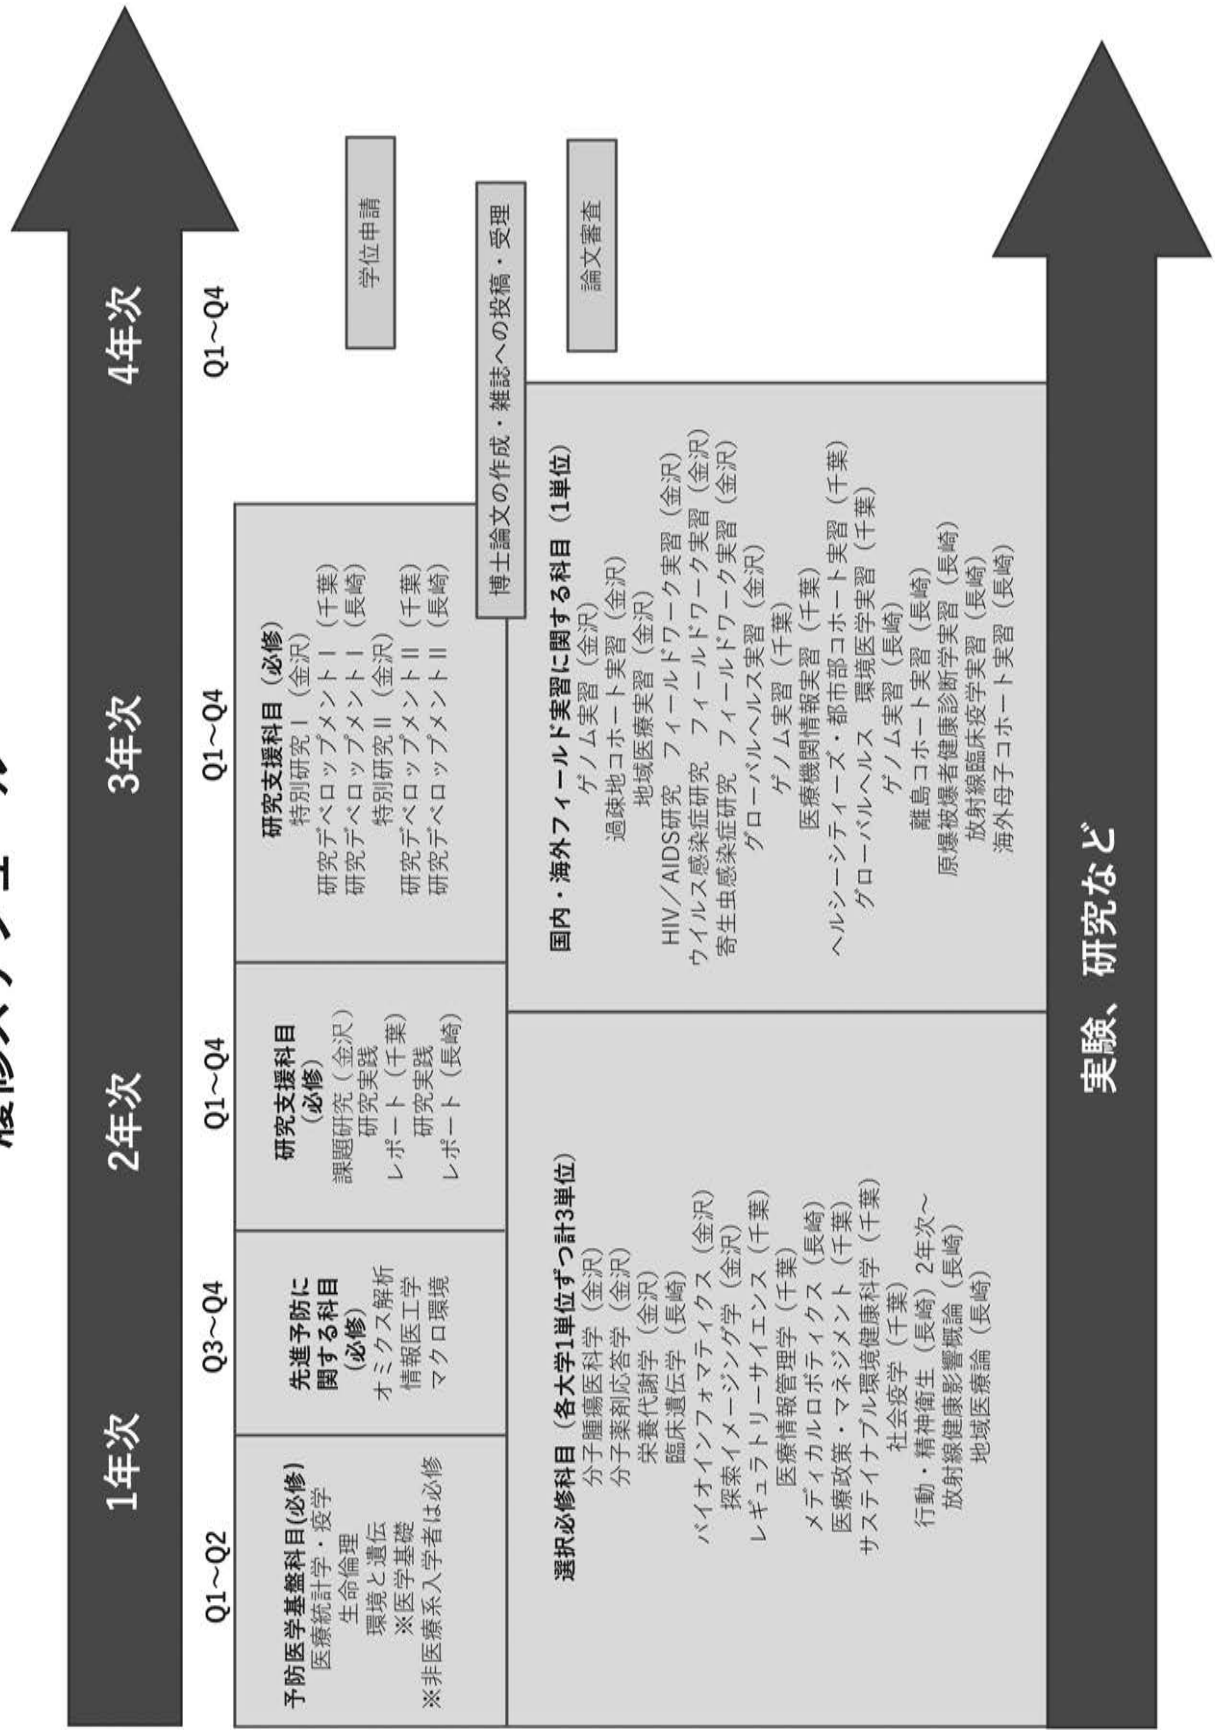 1年次
2年次
3年次
4年次
Q1〜Q2
Q3〜Q4
Q1〜Q4
Q1〜Q4
Q1〜Q4
予防医学基盤科目(必修)
医療統計学・疫学
生命倫理
環境と遺伝
※医学基礎
※非医療系入学者は必修
先進予防に
関する科目
(必修)
オミクス解析
情報医工学
マクロ環境
研究支援科目
(必修)
課題研究（金沢）
研究実践
レポート（千葉）
研究実践
レポート（長崎）
研究支援科目（必修）
特別研究Ⅰ（金沢）
研究デベロップメントⅠ（千葉）
研究デベロップメントⅠ（長崎）
特別研究Ⅱ（金沢）
研究デベロップメントⅡ（千葉）
研究デベロップメントⅡ（長崎）
学位申請
博士論文の作成・雑誌への投稿・受理
論文審査
選択必修科目（各大学1単位ずつ計3単位）
分子腫瘍医科学（金沢）
分子薬剤応答学（金沢）
栄養代謝学（金沢）
臨床遺伝学（長崎）
バイオインフォマティクス（金沢）
探索イメージング学（金沢）
レギュラトリーサイエンス（千葉）
医療情報管理学（千葉）
メディカルロボティクス（長崎）
医療政策・マネジメント（千葉）
サステイナブル環境健康科学（千葉）
社会疫学（千葉）
行動・精神衛生（長崎）2年次〜
放射線健康影響概論（長崎）
地域医療論（長崎）
国内・海外フィールド実習に関する科目（1単位）
ゲノム実習（金沢）
過疎地コホート実習（金沢）
地域医療実習（金沢）
HIV／AIDS研究　フィールドワーク実習（金沢）
ウイルス感染症研究　フィールドワーク実習（金沢）
寄生虫感染症研究　フィールドワーク実習（金沢）
グローバルヘルス実習（金沢）
ゲノム実習（千葉）
医療機関情報実習（千葉）
ヘルシーシティーズ・都市部コホート実習（千葉）
グローバルヘルス　環境医学実習（千葉）
ゲノム実習（長崎）
離島コホート実習（長崎）
原爆被爆者健康診断学実習（長崎）
放射線臨床疫学実習（長崎）
海外母子コホート実習（長崎）
実験、研究など